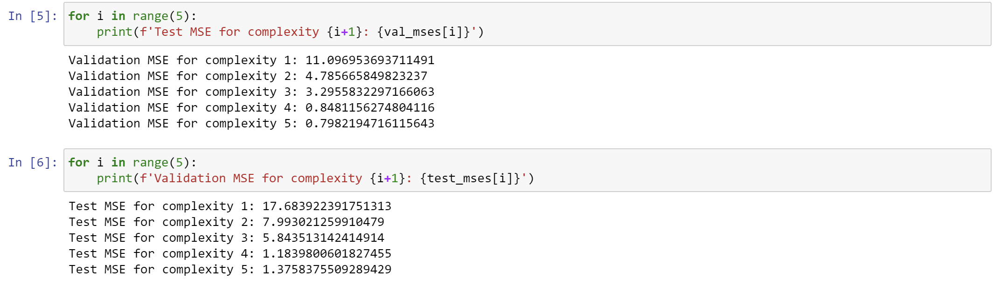 In [5]: for i in range(5):
print(f'Test MSE for complexity {i+1}: {val_mses[i]}')
Validation MSE for complexity 1: 11.096953693711491
Validation MSE for complexity 2: 4.785665849823237
Validation MSE for complexity 3: 3.2955832297166063
Validation MSE for complexity 4: 0.8481156274804116
Validation MSE for complexity 5: 0.7982194716115643
In [6]: for i in range(5):
print(f'Validation MSE for complexity {i+1}: {test_mses[i]}')
Test MSE for complexity 1: 17.683922391751313
Test MSE for complexity 2: 7.993021259910479
Test MSE for complexity 3: 5.843513142414914
Test MSE for complexity 4: 1.1839800601827455
Test MSE for complexity 5: 1.3758375509289429